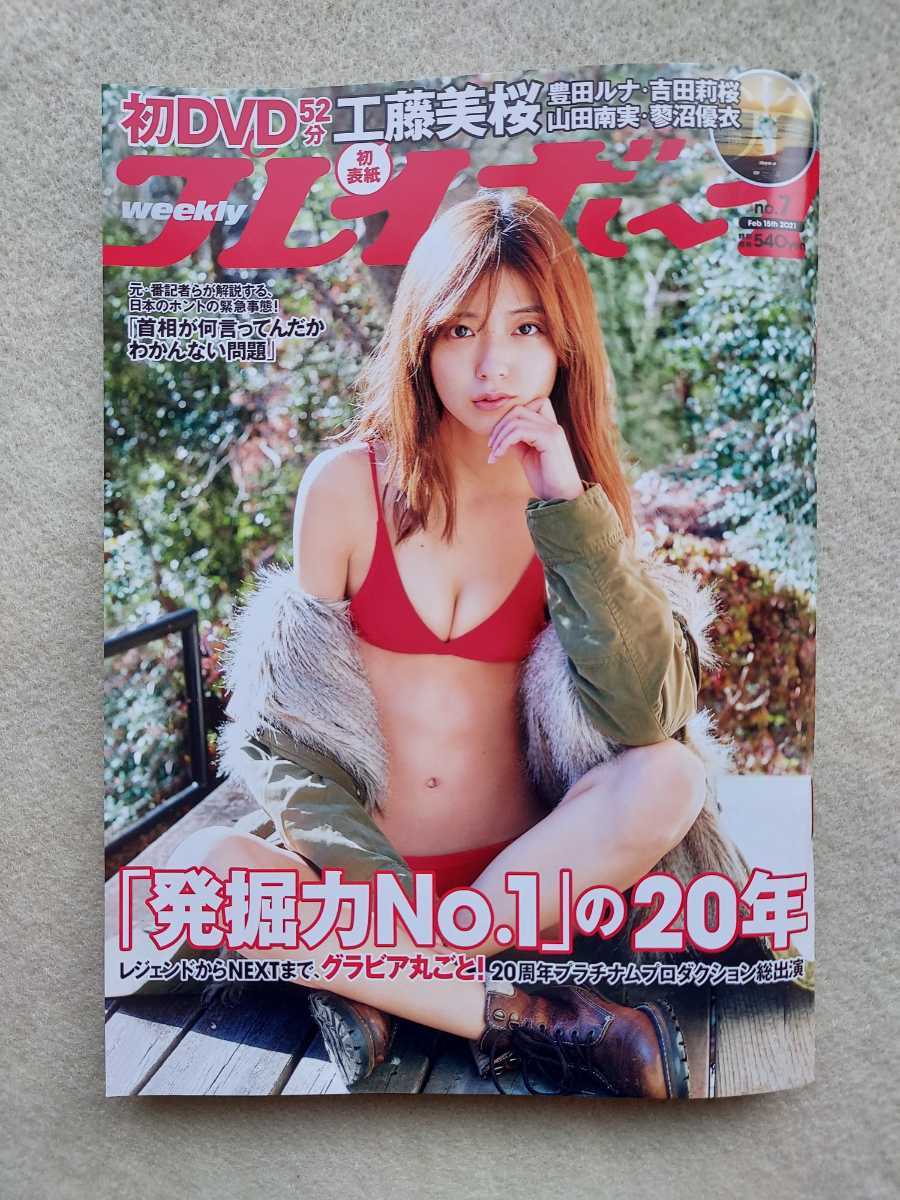 初DVD52分 工藤美桜 豊田ルナ・吉田莉桜
山田南実・蓼沼優衣
初
表紙
weekly プレイボーイ
no.7
Feb 15th 2021
540yen
元・番記者らが解説する、
日本のホントの緊急事態!
「首相が何言ってんだか
わかんない問題」
「発掘力No.1」の20年
レジェンドからNEXTまで、グラビア丸ごと! 20周年プラチナムプロダクション総出演